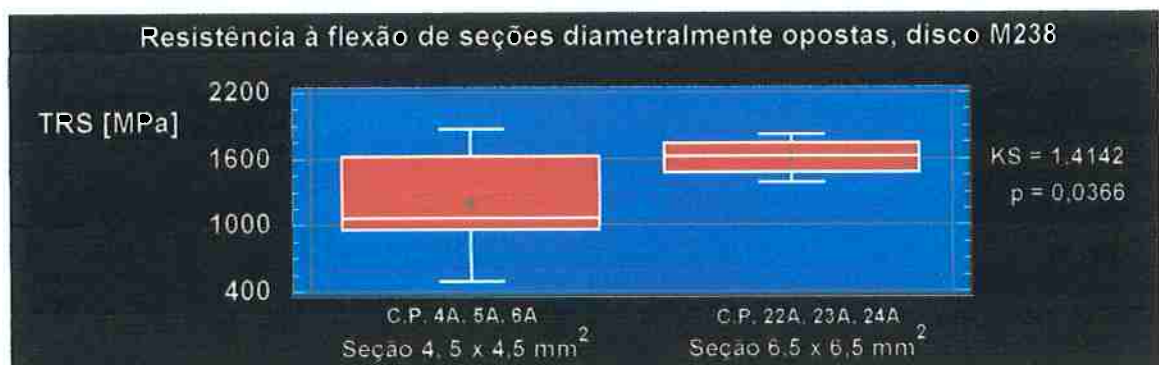 Resistência à flexão de seções diametralmente opostas, disco M238
TRS [MPa]
2200
1600
1000
400
KS = 1.4142
p = 0,0366
C.P. 4A, 5A, 6A
Seção 4, 5 x 4,5 mm²
C.P. 22A, 23A, 24A
Seção 6,5 x 6,5 mm²